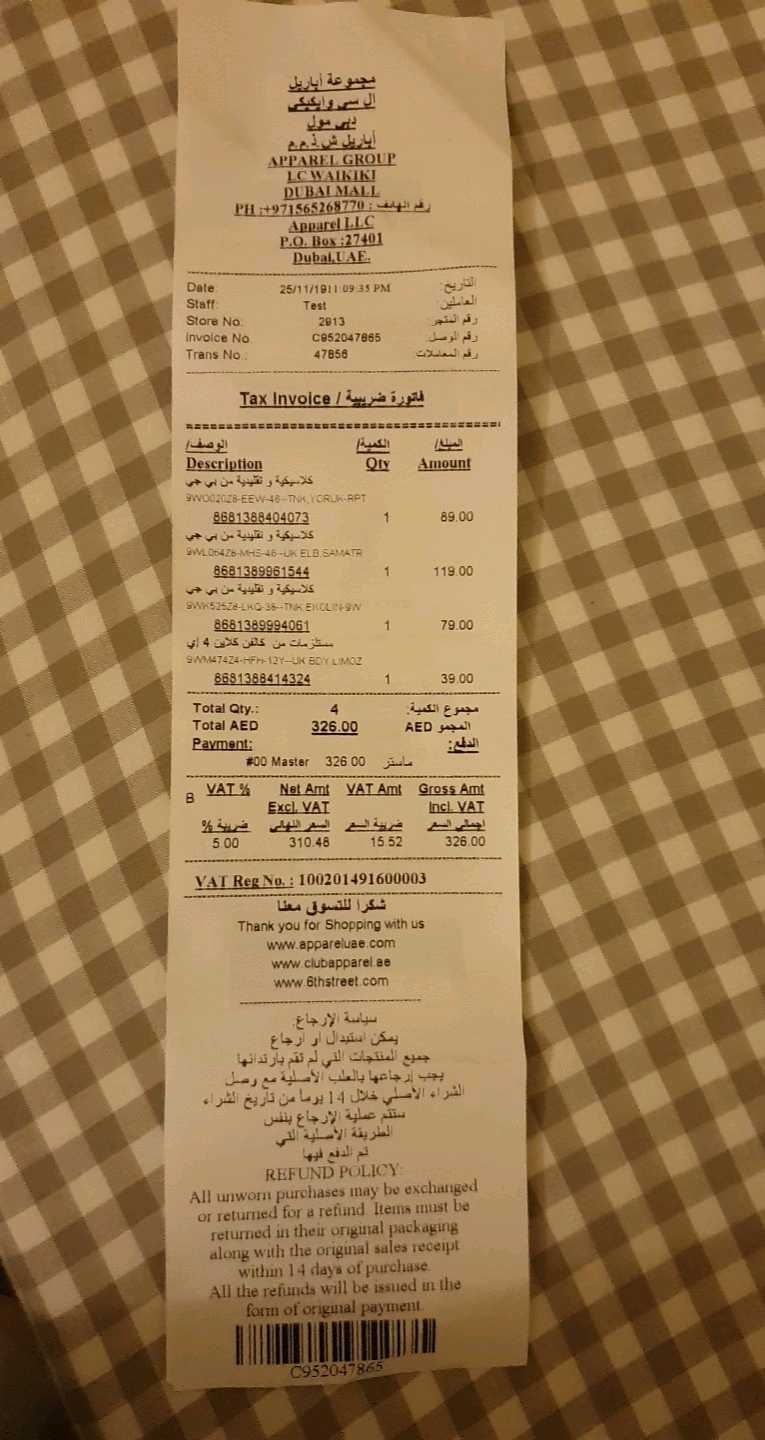 مجموعة أباريل
ال سي وايكيكي
دبي مول
أباريل ش.ذ.م.م
APPAREL GROUP
LC WAIKIKI
DUBAI MALL
PH :+971565268770 : رقم الهاتف
Apparel LLC
P.O. Box :27401
Dubai,UAE.
Date: 25/11/1911:09:35 PM التاريخ:
Staff: Test العاملين:
Store No: 2913 رقم المتجر:
Invoice No. C952047865 رقم الوصل:
Trans No.: 47856 رقم المعاملات:
Tax Invoice / فاتورة ضريبية
الوصف/ الكمية/ المبلغ/
Description Qty Amount
كلاسيكية و تقليدية من بي جي
9WO020Z8-EEW-46--TNK,YORUK-RPT
8681388404073 1 89.00
كلاسيكية و تقليدية من بي جي
9WL064Z8-MHS-46--UK ELB,SAMATR
8681389961544 1 119.00
كلاسيكية و تقليدية من بي جي
9WK525Z8-LKQ-38--TNK,EKOLIN-9W
8681389994061 1 79.00
مستلزمات من كالفن كلاين 4 إي
9WM474Z4-HFH-12Y--UK BDY LIMOZ
8681388414324 1 39.00
Total Qty.: 4 مجموع الكمية:
Total AED 326.00 المجمو AED
Payment: الدفع:
#00 Master 326.00 ماستر
B VAT % Net Amt VAT Amt Gross Amt
Excl. VAT Incl. VAT
ضريبة % السعر النهائي ضريبة السعر اجمالي السعر
5.00 310.48 15.52 326.00
VAT Reg No. : 100201491600003
شكرا للتسوق معنا
Thank you for Shopping with us
www.appareluae.com
www.clubapparel.ae
www.6thstreet.com
سياسة الإرجاع:
يمكن استبدال أو أرجاع
جميع المنتجات التي لم تقم بارتدائها
يجب إرجاعها بالعلب الأصلية مع وصل
الشراء الأصلي خلال 14 يوما من تاريخ الشراء
ستتم عملية الإرجاع بنفس
الطريقة الأصلية التي
تم الدفع فيها
REFUND POLICY:
All unworn purchases may be exchanged
or returned for a refund. Items must be
returned in their original packaging
along with the original sales receipt
within 14 days of purchase.
All the refunds will be issued in the
form of original payment.
C952047865